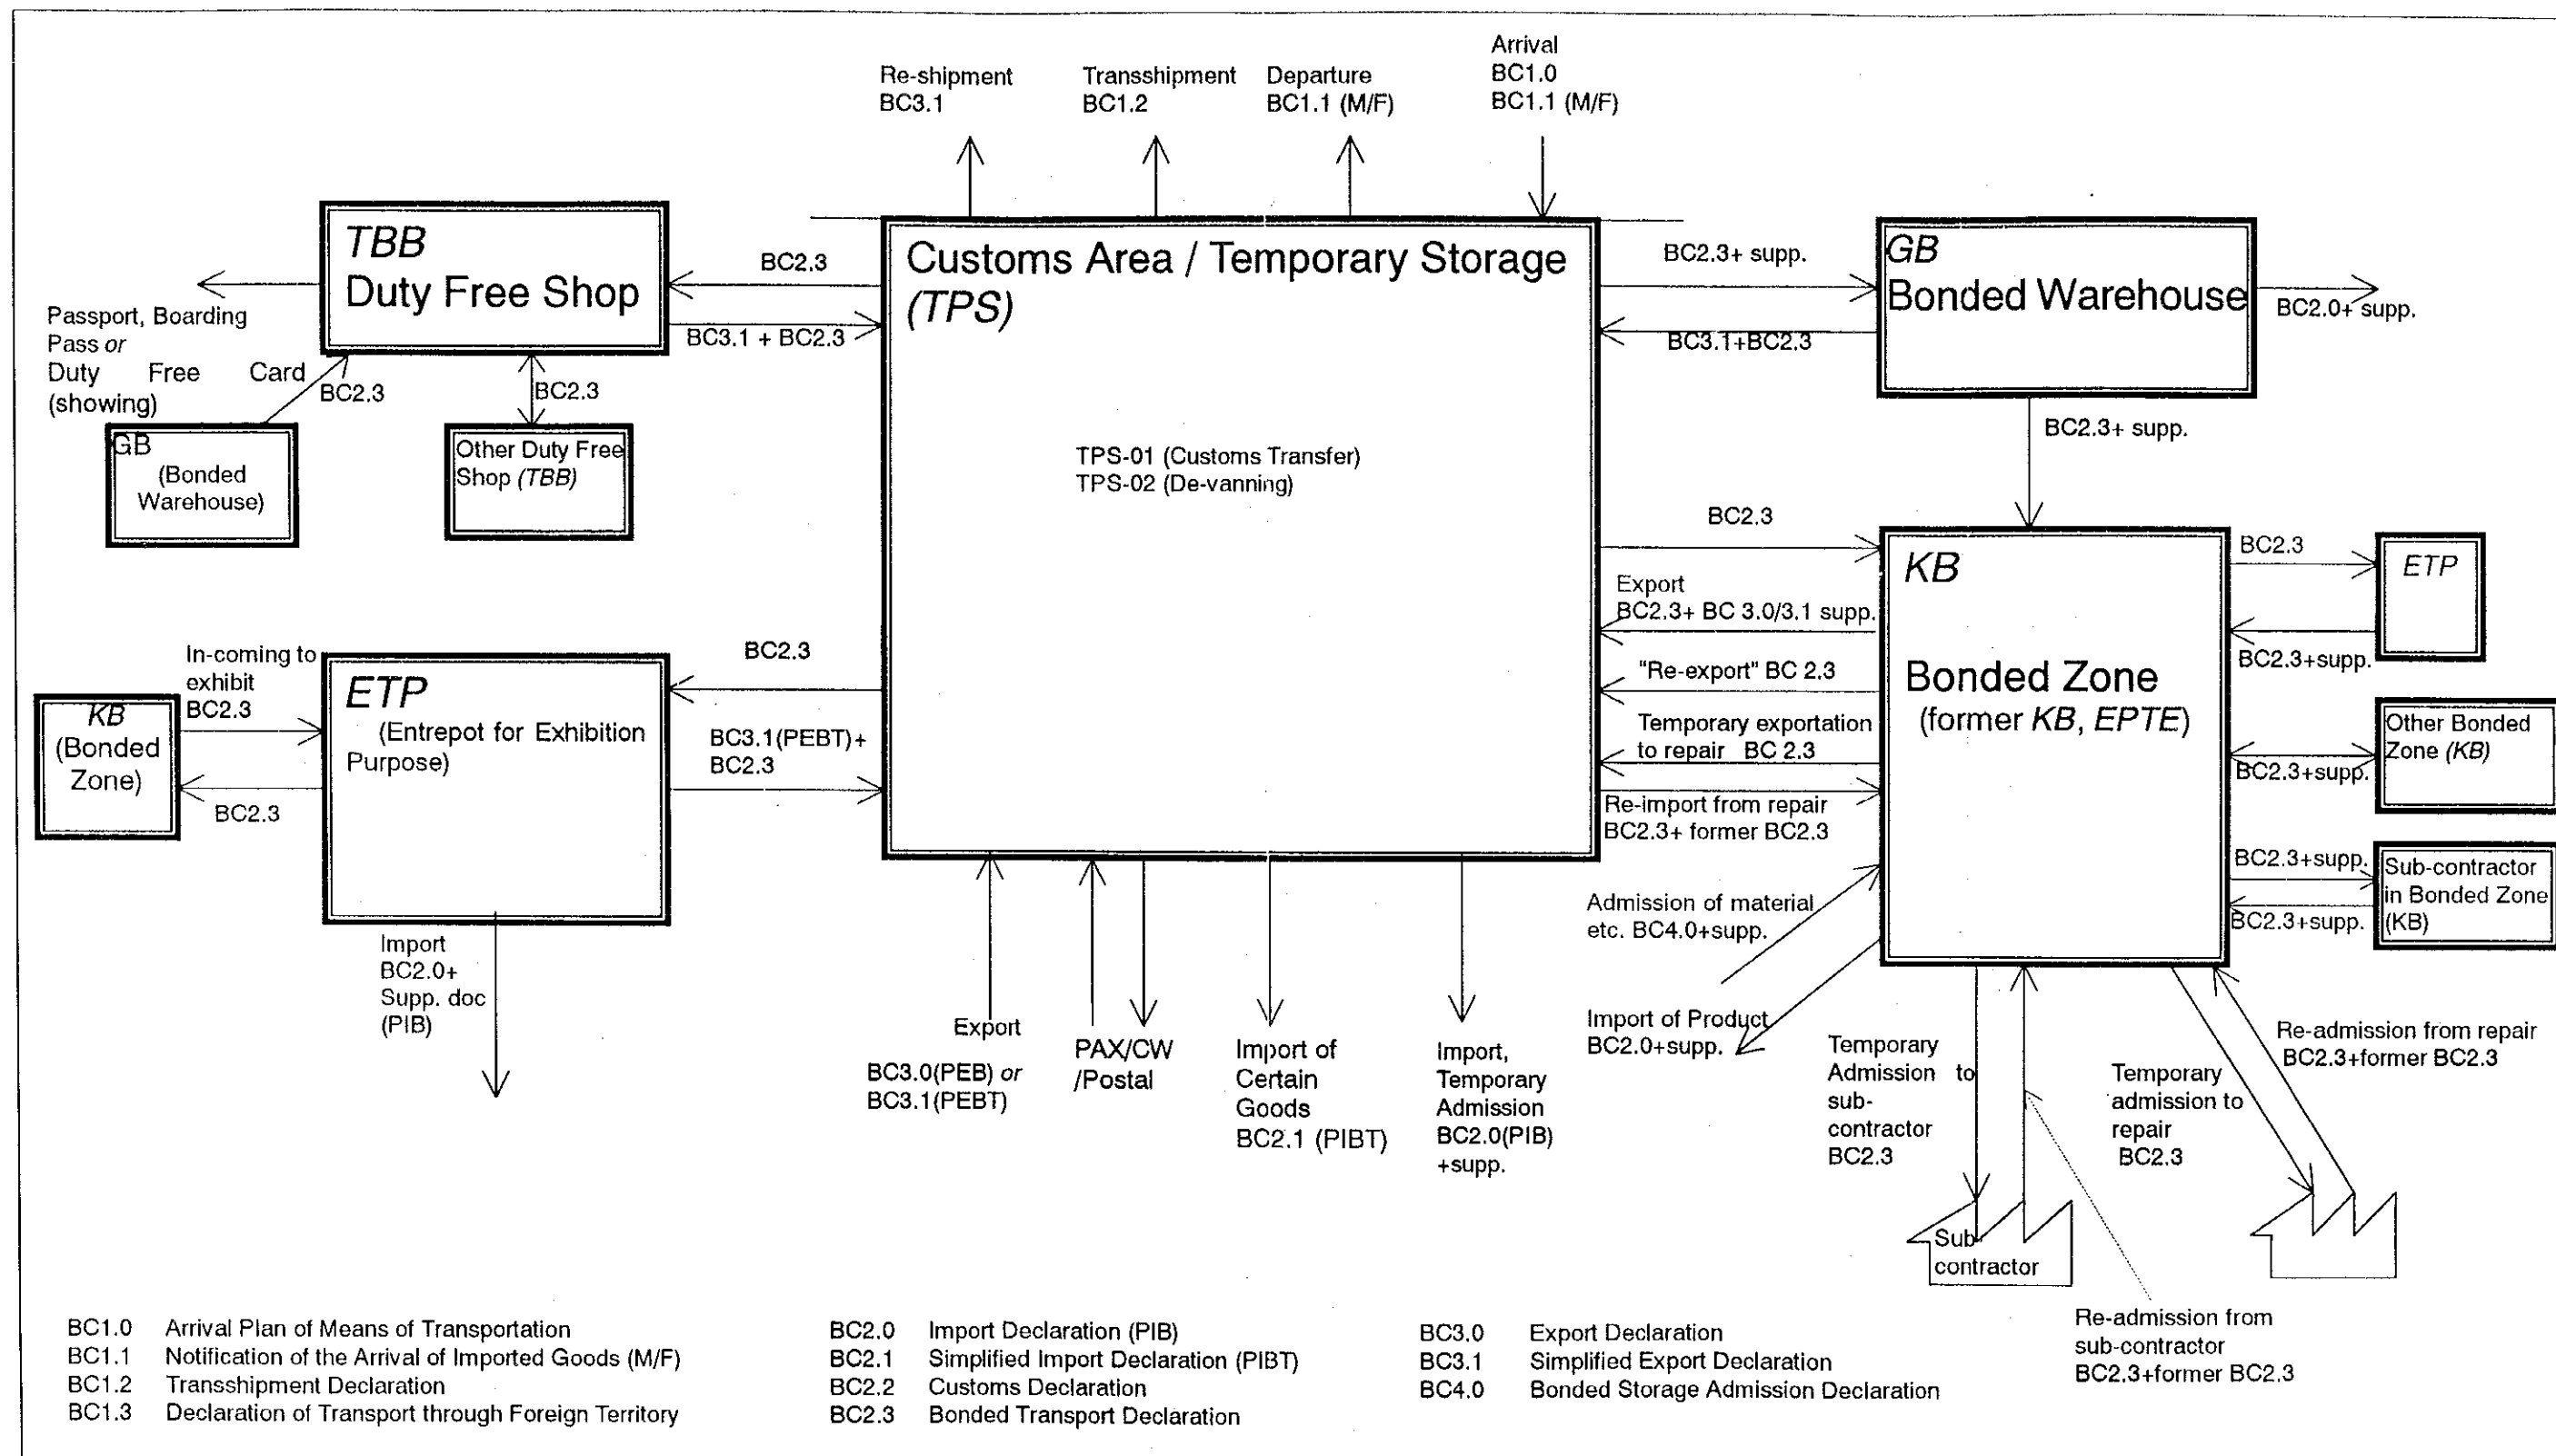 Re-shipment
BC3.1
Transshipment
BC1.2
Departure
BC1.1 (M/F)
Arrival
BC1.0
BC1.1 (M/F)
TBB
Duty Free Shop
Passport, Boarding
Pass or
Duty Free Card
(showing)
BC2.3
BC3.1 + BC2.3
BC2.3
BC2.3
GB
(Bonded
Warehouse)
Other Duty Free
Shop (TBB)
Customs Area / Temporary Storage
(TPS)
TPS-01 (Customs Transfer)
TPS-02 (De-vanning)
BC2.3+ supp.
BC3.1+BC2.3
GB
Bonded Warehouse
BC2.0+ supp.
BC2.3+ supp.
BC2.3
Export
BC2.3+ BC 3.0/3.1 supp.
"Re-export" BC 2.3
Temporary exportation
to repair BC 2.3
Re-import from repair
BC2.3+ former BC2.3
KB
Bonded Zone
(former KB, EPTE)
BC2.3
ETP
BC2.3+supp.
Other Bonded
Zone (KB)
BC2.3+supp.
BC2.3+supp.
Sub-contractor
in Bonded Zone
(KB)
BC2.3+supp.
In-coming to
exhibit
BC2.3
KB
(Bonded
Zone)
BC2.3
ETP
(Entrepot for Exhibition
Purpose)
BC2.3
BC3.1(PEBT)+
BC2.3
Import
BC2.0+
Supp. doc
(PIB)
Export
BC3.0(PEB) or
BC3.1(PEBT)
PAX/CW
/Postal
Import of
Certain
Goods
BC2.1 (PIBT)
Import,
Temporary
Admission
BC2.0(PIB)
+supp.
Admission of material
etc. BC4.0+supp.
Import of Product
BC2.0+supp.
Temporary
Admission to
sub-
contractor
BC2.3
Temporary
admission to
repair
BC2.3
Re-admission from repair
BC2.3+former BC2.3
Sub
contractor
Re-admission from
sub-contractor
BC2.3+former BC2.3
BC1.0 Arrival Plan of Means of Transportation
BC1.1 Notification of the Arrival of Imported Goods (M/F)
BC1.2 Transshipment Declaration
BC1.3 Declaration of Transport through Foreign Territory
BC2.0 Import Declaration (PIB)
BC2.1 Simplified Import Declaration (PIBT)
BC2.2 Customs Declaration
BC2.3 Bonded Transport Declaration
BC3.0 Export Declaration
BC3.1 Simplified Export Declaration
BC4.0 Bonded Storage Admission Declaration